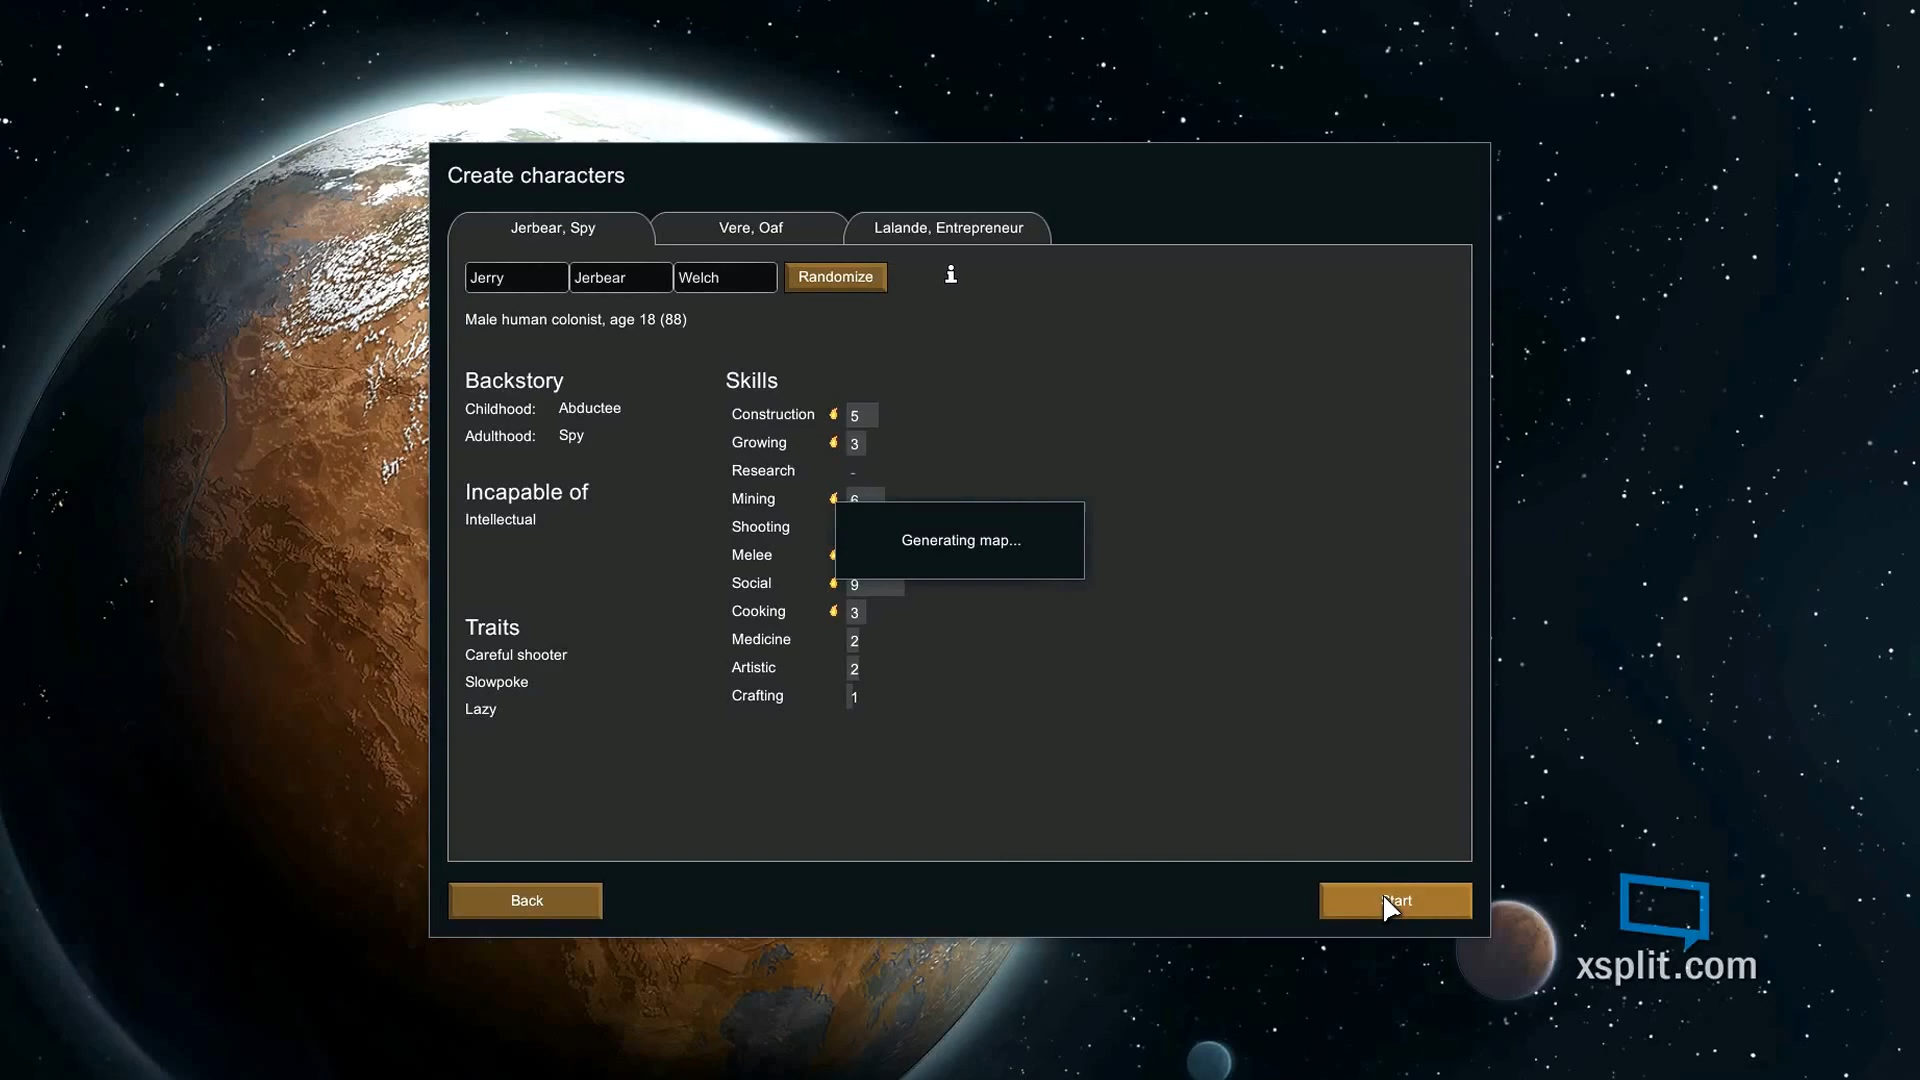 Create characters
Jerbear, Spy
Vere, Oaf
Lalande, Entrepreneur
Jerry
Jerbear
Welch
Randomize
Male human colonist, age 18 (88)
Backstory
Childhood: Abductee
Adulthood: Spy
Incapable of
Intellectual
Traits
Careful shooter
Slowpoke
Lazy
Skills
Construction 5
Growing 3
Research -
Mining 6
Shooting
Melee
Social 9
Cooking 3
Medicine 2
Artistic 2
Crafting 1
Generating map...
Back
Start
xsplit.com